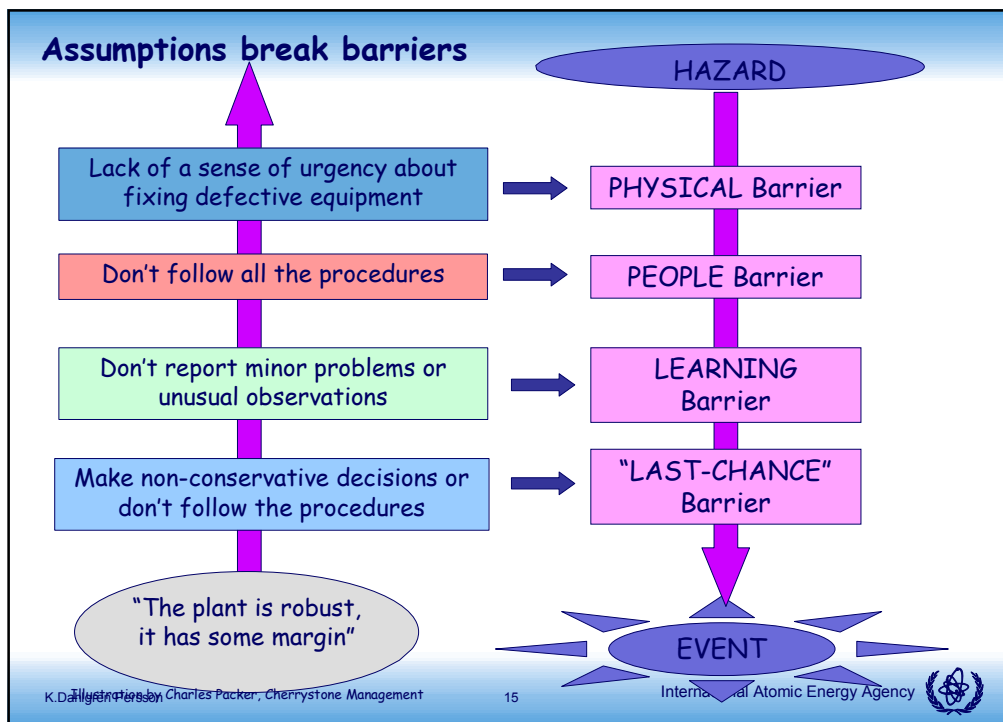 Assumptions break barriers
HAZARD
Lack of a sense of urgency about
fixing defective equipment
PHYSICAL Barrier
Don't follow all the procedures
PEOPLE Barrier
Don't report minor problems or
unusual observations
LEARNING
Barrier
Make non-conservative decisions or
don't follow the procedures
"LAST-CHANCE"
Barrier
"The plant is robust,
it has some margin"
EVENT
K.Dahlgren Persson
Illustration by Charles Packer, Cherrystone Management
15
International Atomic Energy Agency